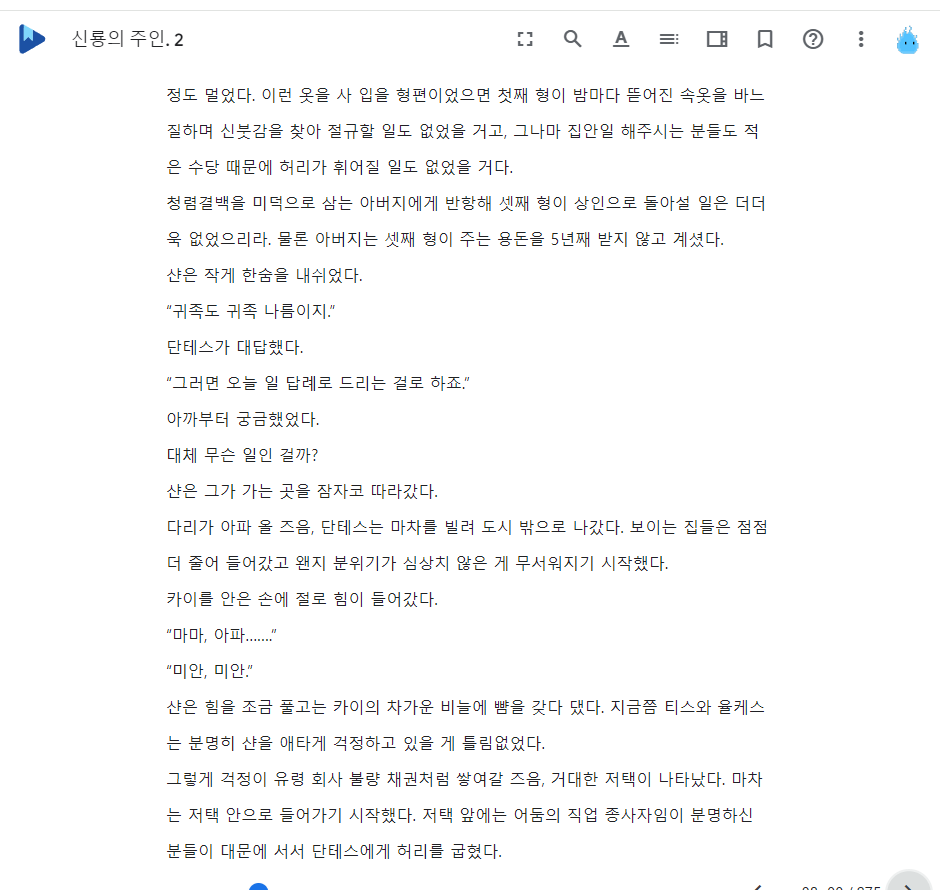 신룡의 주인. 2
정도 멀었다. 이런 옷을 사 입을 형편이었으면 첫째 형이 밤마다 뜯어진 속옷을 바느
질하며 신붓감을 찾아 절규할 일도 없었을 거고, 그나마 집안일 해주시는 분들도 적
은 수당 때문에 허리가 휘어질 일도 없었을 거다.
청렴결백을 미덕으로 삼는 아버지에게 반항해 셋째 형이 상인으로 돌아설 일은 더더
욱 없었으리라. 물론 아버지는 셋째 형이 주는 용돈을 5년째 받지 않고 계셨다.
샨은 작게 한숨을 내쉬었다.
“귀족도 귀족 나름이지.”
단테스가 대답했다.
“그러면 오늘 일 답례로 드리는 걸로 하죠.”
아까부터 궁금했었다.
대체 무슨 일인 걸까?
샨은 그가 가는 곳을 잠자코 따라갔다.
다리가 아파 올 즈음, 단테스는 마차를 빌려 도시 밖으로 나갔다. 보이는 집들은 점점
더 줄어 들어갔고 왠지 분위기가 심상치 않은 게 무서워지기 시작했다.
카이를 안은 손에 절로 힘이 들어갔다.
“마마, 아파.......”
“미안, 미안.”
샨은 힘을 조금 풀고는 카이의 차가운 비늘에 뺨을 갖다 댔다. 지금쯤 티스와 율케스
는 분명히 샨을 애타게 걱정하고 있을 게 틀림없었다.
그렇게 걱정이 유령 회사 불량 채권처럼 쌓여갈 즈음, 거대한 저택이 나타났다. 마차
는 저택 안으로 들어가기 시작했다. 저택 앞에는 어둠의 직업 종사자임이 분명하신
분들이 대문에 서서 단테스에게 허리를 굽혔다.